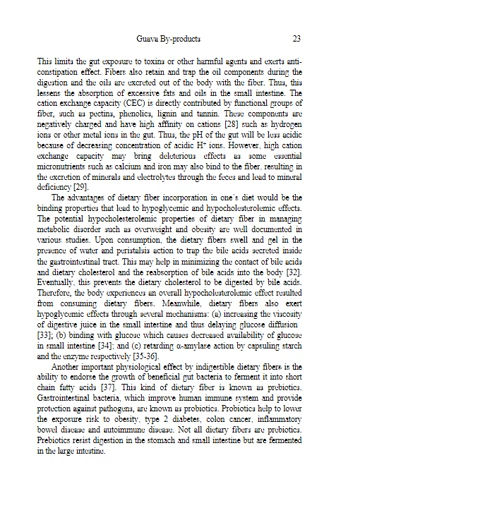 Guava By-products 23
This limits the gut exposure to toxins or other harmful agents and exerts anti-
constipation effect. Fibers also retain and trap the oil components during the
digestion and the oils are excreted out of the body with the fiber. Thus, this
lessens the absorption of excessive fats and oils in the small intestine. The
cation exchange capacity (CEC) is directly contributed by functional groups of
fiber, such as pectins, phenolics, lignin and tannin. These components are
negatively charged and have high affinity on cations [28] such as hydrogen
ions or other metal ions in the gut. Thus, the pH of the gut will be less acidic
because of decreasing concentration of acidic H⁺ ions. However, high cation
exchange capacity may bring deleterious effects as some essential
micronutrients such as calcium and iron may also bind to the fiber, resulting in
the excretion of minerals and electrolytes through the feces and lead to mineral
deficiency [29].
The advantages of dietary fiber incorporation in one's diet would be the
binding properties that lead to hypoglycemic and hypocholesterolemic effects.
The potential hypocholesterolemic properties of dietary fiber in managing
metabolic disorder such as overweight and obesity are well documented in
various studies. Upon consumption, the dietary fibers swell and gel in the
presence of water and peristalsis action to trap the bile acids secreted inside
the gastrointestinal tract. This may help in minimizing the contact of bile acids
and dietary cholesterol and the reabsorption of bile acids into the body [32].
Eventually, this prevents the dietary cholesterol to be digested by bile acids.
Therefore, the body experiences an overall hypocholesterolemic effect resulted
from consuming dietary fibers. Meanwhile, dietary fibers also exert
hypoglycemic effects through several mechanisms: (a) increasing the viscosity
of digestive juice in the small intestine and thus delaying glucose diffusion
[33]; (b) binding with glucose which causes decreased availability of glucose
in small intestine [34]; and (c) retarding α-amylase action by capsuling starch
and the enzyme respectively [35-36].
Another important physiological effect by indigestible dietary fibers is the
ability to endorse the growth of beneficial gut bacteria to ferment it into short
chain fatty acids [37]. This kind of dietary fiber is known as prebiotics.
Gastrointestinal bacteria, which improve human immune system and provide
protection against pathogens, are known as probiotics. Probiotics help to lower
the exposure risk to obesity, type 2 diabetes, colon cancer, inflammatory
bowel disease and autoimmune disease. Not all dietary fibers are prebiotics.
Prebiotics resist digestion in the stomach and small intestine but are fermented
in the large intestine.